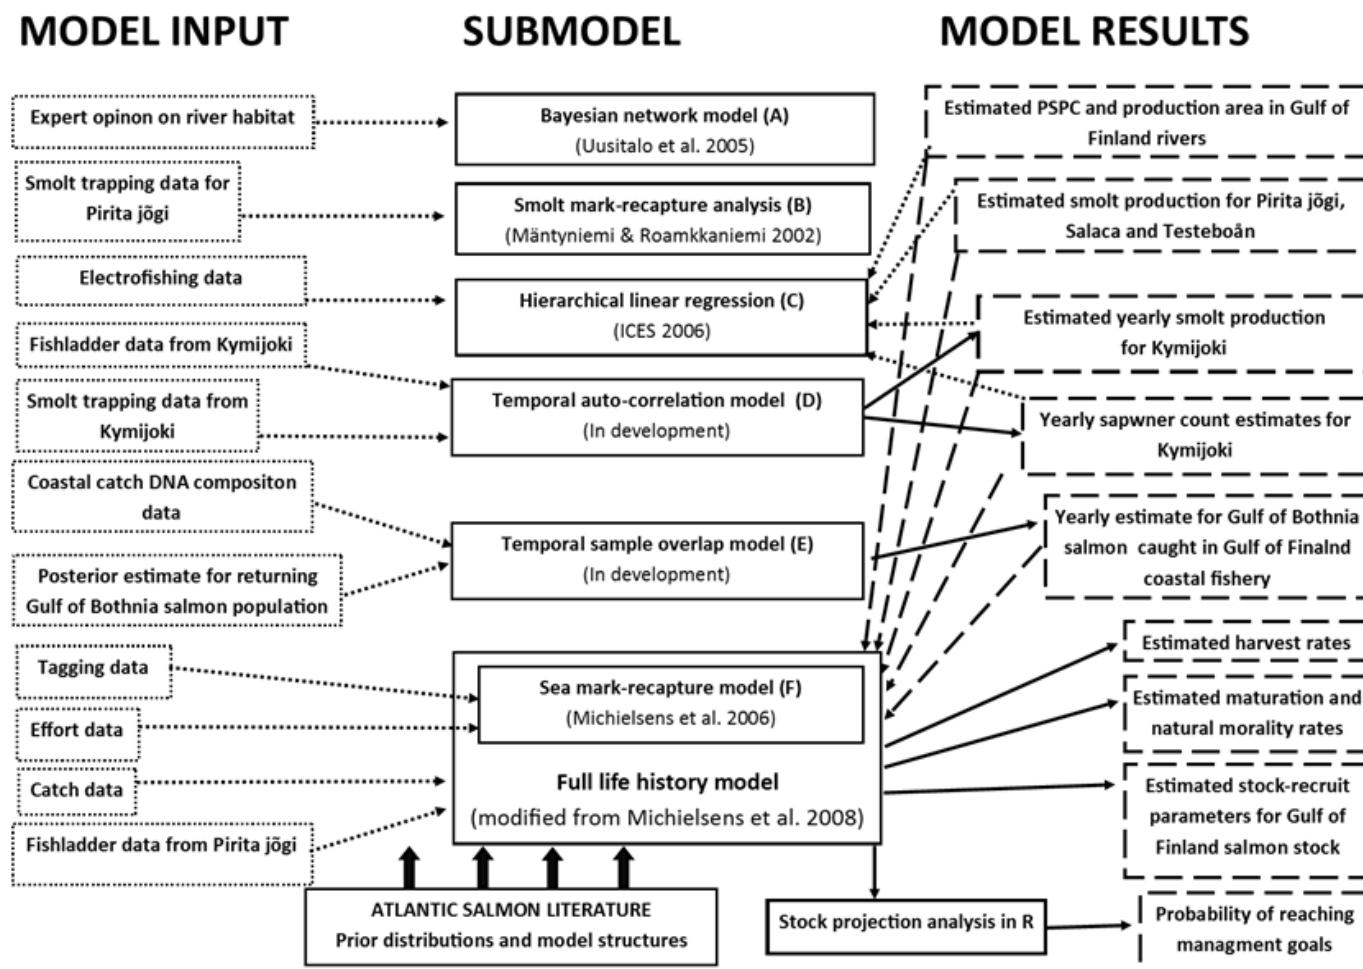 MODEL INPUT
SUBMODEL
MODEL RESULTS
Expert opinon on river habitat
Smolt trapping data for
Pirita jõgi
Electrofishing data
Fishladder data from Kymijoki
Smolt trapping data from
Kymijoki
Coastal catch DNA compositon
data
Posterior estimate for returning
Gulf of Bothnia salmon population
Tagging data
Effort data
Catch data
Fishladder data from Pirita jõgi
Bayesian network model (A)
(Uusitalo et al. 2005)
Smolt mark-recapture analysis (B)
(Mäntyniemi & Roamkkaniemi 2002)
Hierarchical linear regression (C)
(ICES 2006)
Temporal auto-correlation model (D)
(In development)
Temporal sample overlap model (E)
(In development)
Sea mark-recapture model (F)
(Michielsens et al. 2006)
Full life history model
(modified from Michielsens et al. 2008)
ATLANTIC SALMON LITERATURE
Prior distributions and model structures
Stock projection analysis in R
Estimated PSPC and production area in Gulf of
Finland rivers
Estimated smolt production for Pirita jõgi,
Salaca and Testeboån
Estimated yearly smolt production
for Kymijoki
Yearly sapwner count estimates for
Kymijoki
Yearly estimate for Gulf of Bothnia
salmon caught in Gulf of Finalnd
coastal fishery
Estimated harvest rates
Estimated maturation and
natural morality rates
Estimated stock-recruit
parameters for Gulf of
Finland salmon stock
Probability of reaching
managment goals